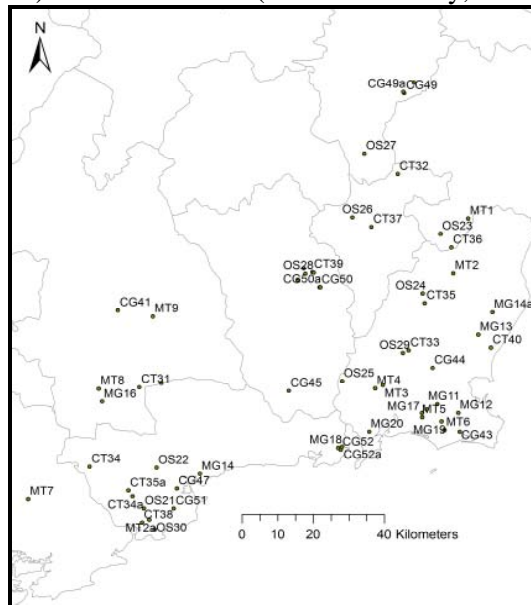 N
CG49a CG49
OS27
CT32
MT1
OS26
CT37
OS23
CT36
OS28 CT39
MT2
CG50a CG50
OS24
CT35
CG41
MT9
MG14a
MG13
CT40
OS29 CT33
CG44
MT8
CT31
OS25
MT4
MT3
MG16
CG45
MG17
MG11
MT5
MG12
MG20
MG19
MT6
CG43
MG18
CG52
CG52a
CT34
OS22
MG14
MT7
CT35a
CG47
CT34a
OS21
CG51
CT38
MT2a OS30
0 10 20 40 Kilometers